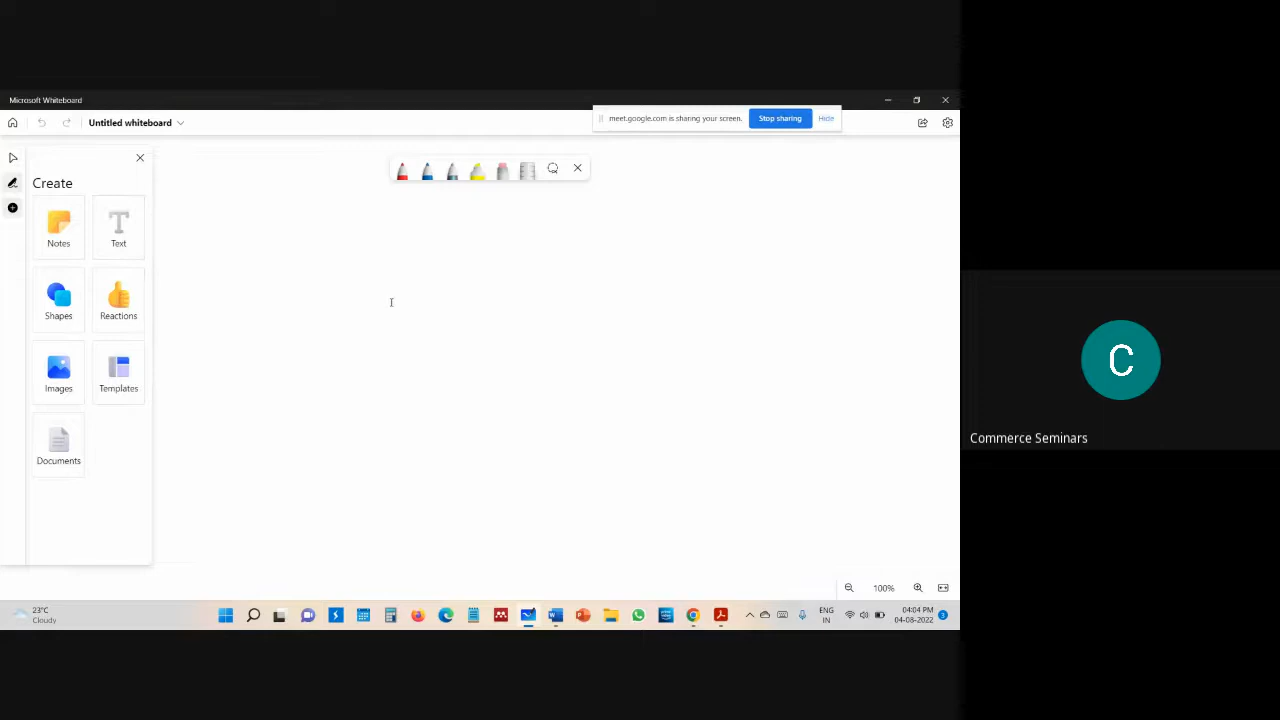 Microsoft Whiteboard
Untitled whiteboard
meet.google.com is sharing your screen.
Stop sharing
Hide
Create
Notes
Text
Shapes
Reactions
Images
Templates
Documents
C
Commerce Seminars
100%
23°C
Cloudy
ENG
IN
04:04 PM
04-08-2022
3